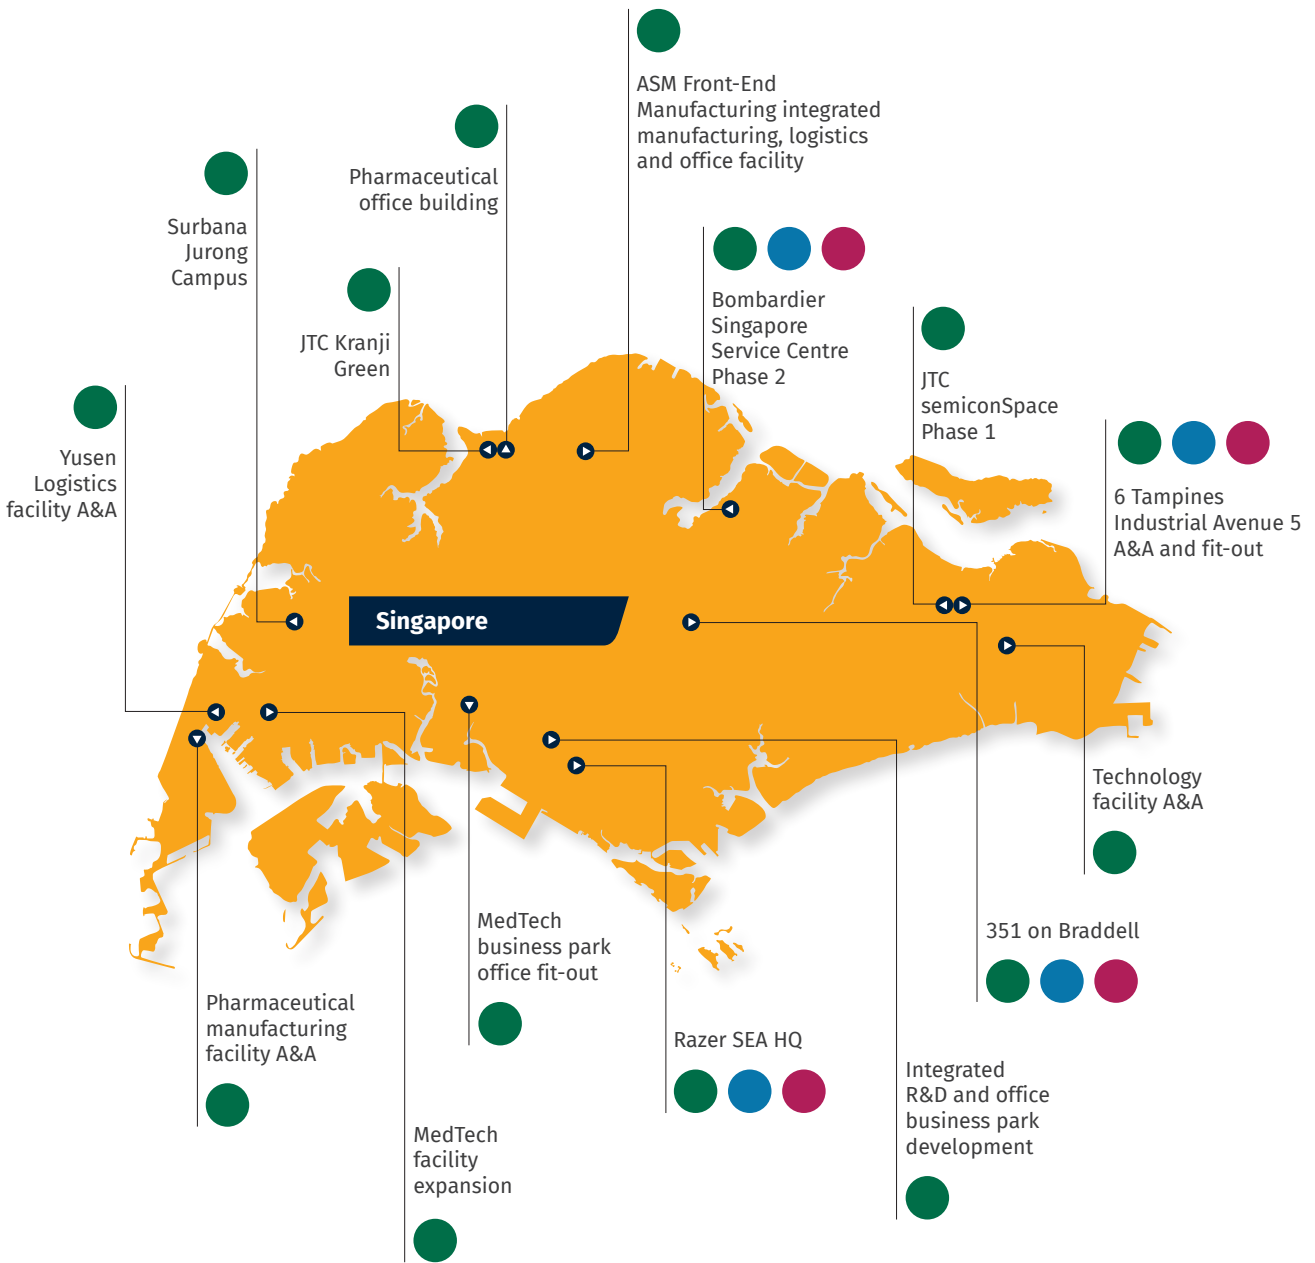 ASM Front-End
Manufacturing integrated
manufacturing, logistics
and office facility
Pharmaceutical
office building
Surbana
Jurong
Campus
JTC Kranji
Green
Bombardier
Singapore
Service Centre
Phase 2
JTC
semiconSpace
Phase 1
Yusen
Logistics
facility A&A
6 Tampines
Industrial Avenue 5
A&A and fit-out
Singapore
Technology
facility A&A
MedTech
business park
office fit-out
351 on Braddell
Pharmaceutical
manufacturing
facility A&A
Razer SEA HQ
Integrated
R&D and office
business park
development
MedTech
facility
expansion